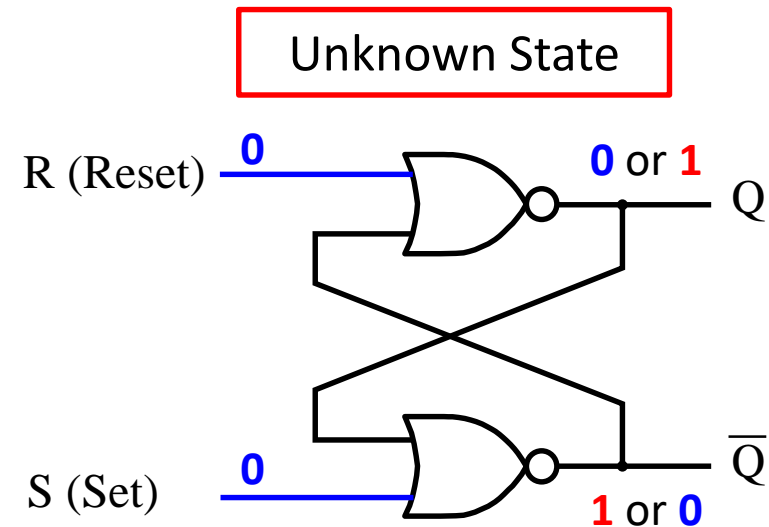 Unknown State
R (Reset)
0
0 or 1
Q
S (Set)
0
1 or 0
Q̅